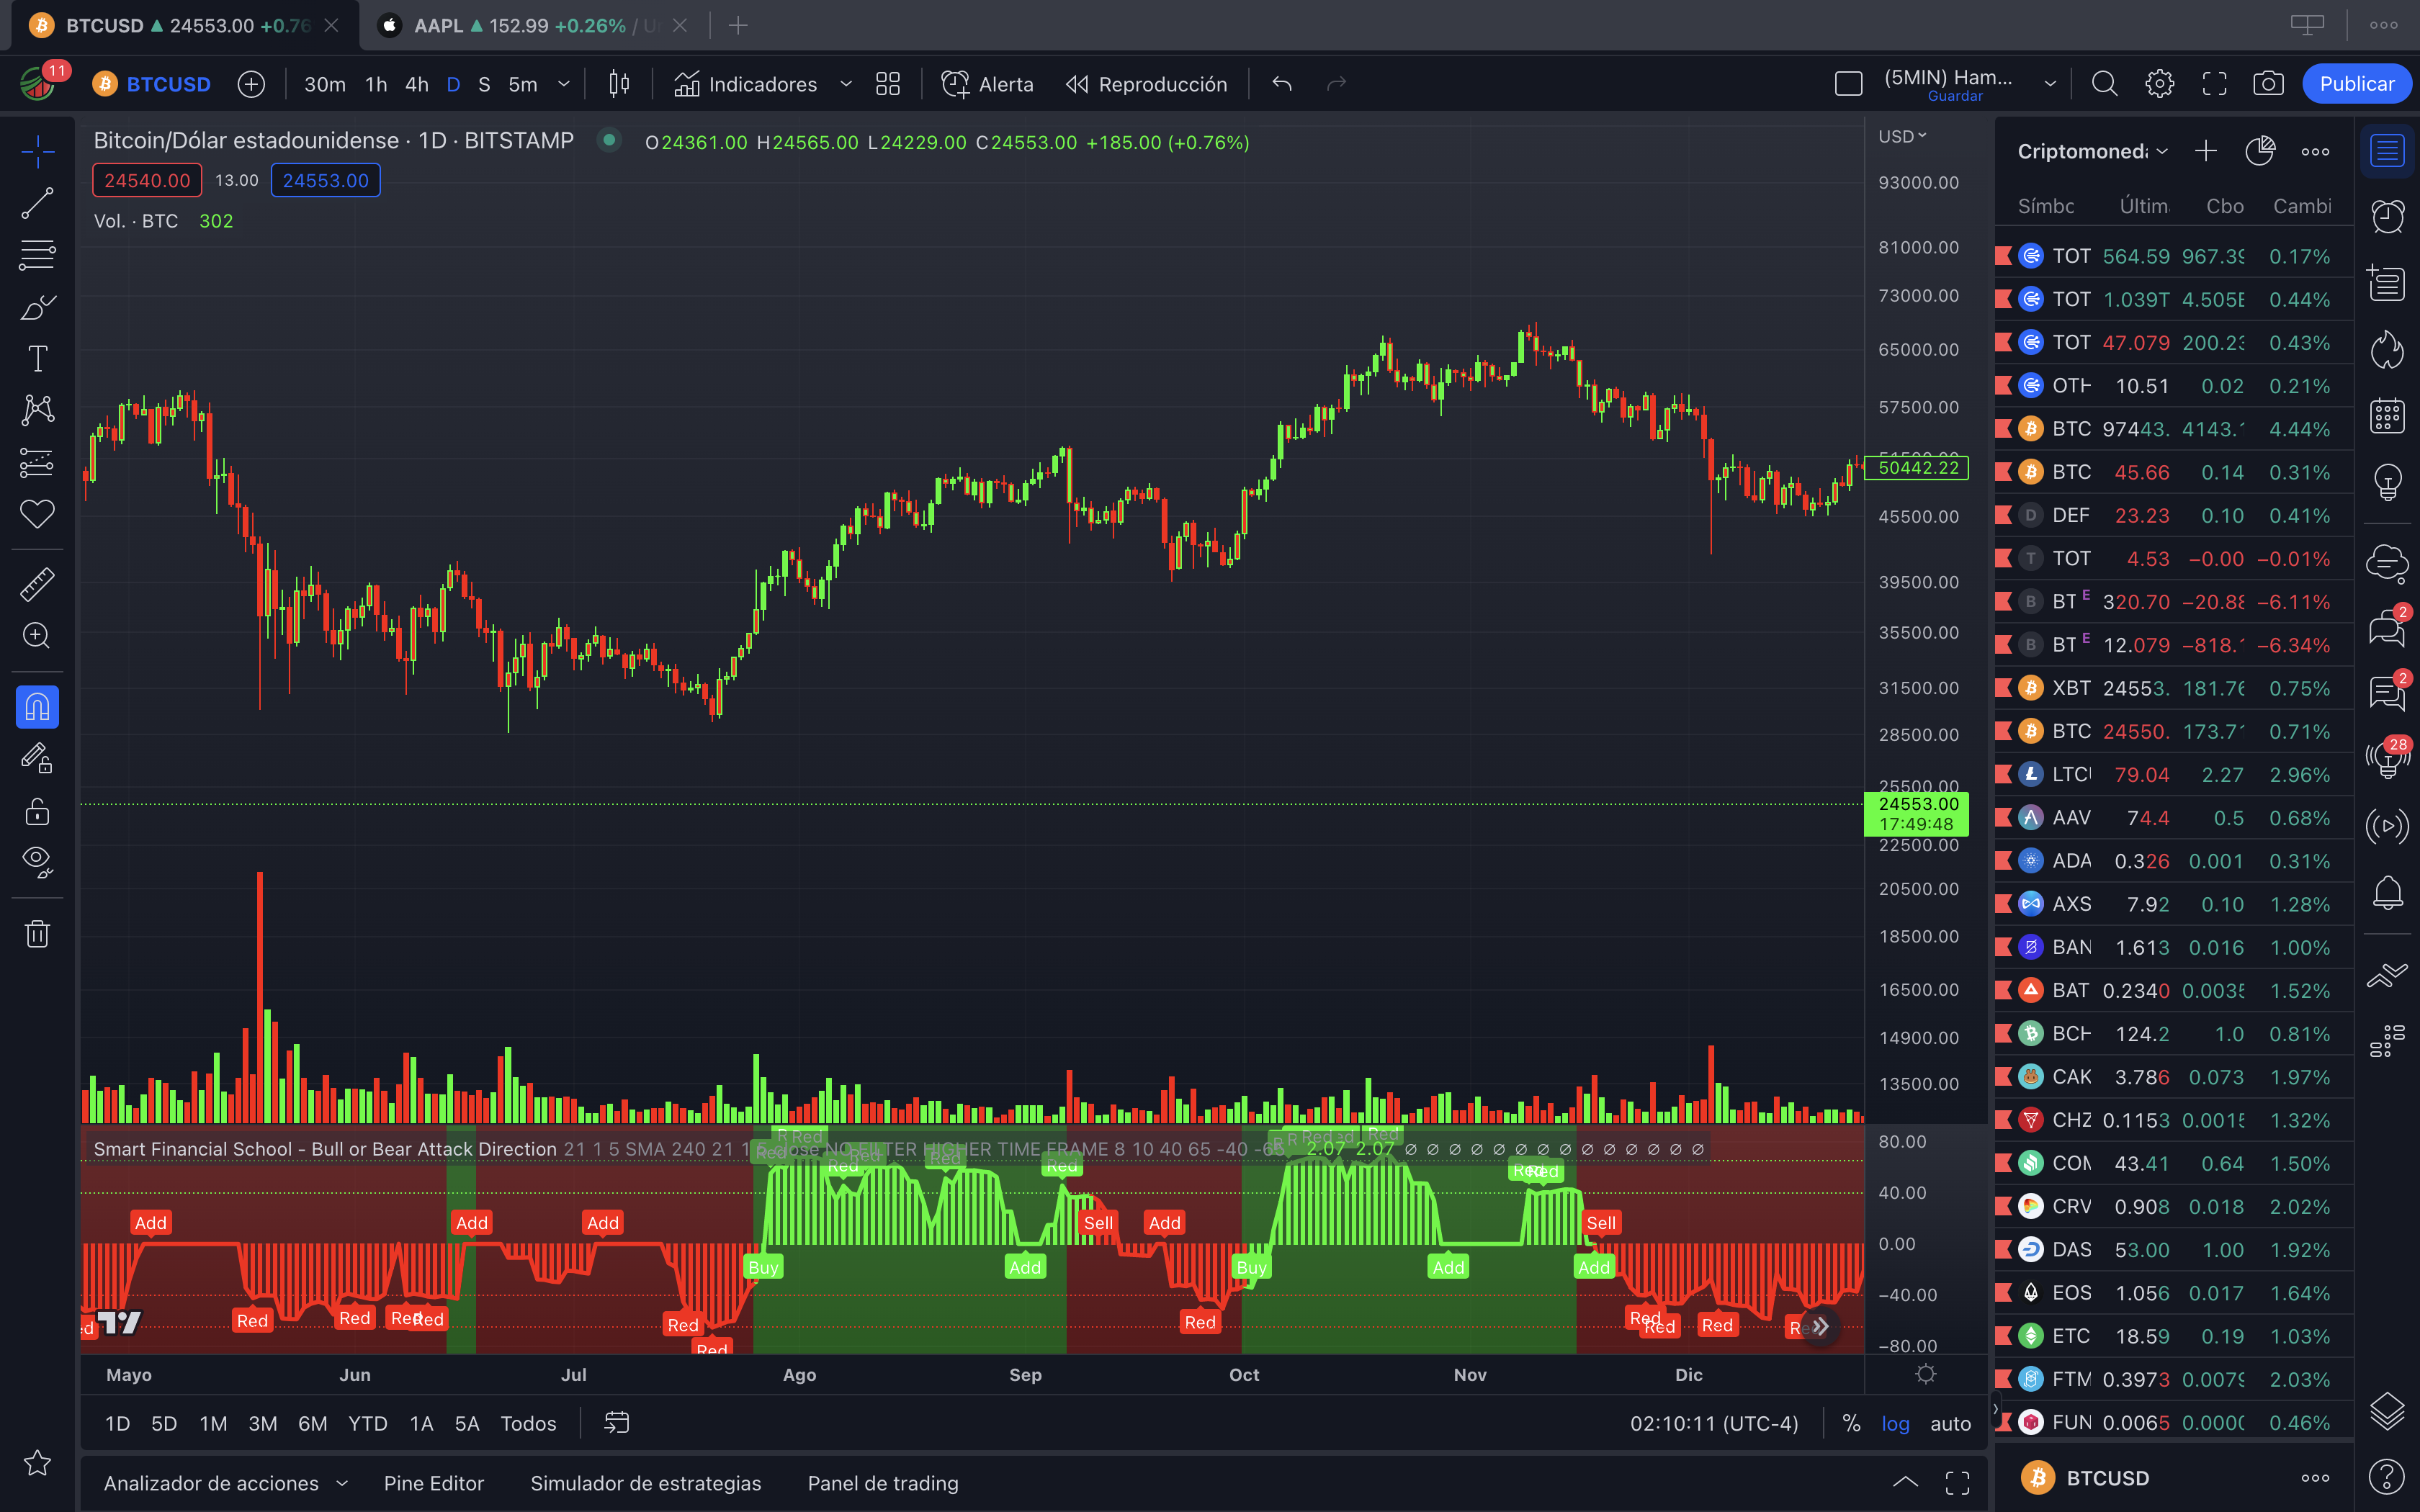 BTCUSD 24553.00 +0.76
AAPL 152.99 +0.26% / U
11
BTCUSD
30m 1h 4h D S 5m
Indicadores
Alerta
Reproducción
(5MIN) Ham...
Guardar
Publicar
Bitcoin/Dólar estadounidense · 1D · BITSTAMP
O24361.00 H24565.00 L24229.00 C24553.00 +185.00 (+0.76%)
24540.00 13.00 24553.00
Vol. · BTC 302
USD
93000.00
81000.00
73000.00
65000.00
57500.00
50442.22
45500.00
39500.00
35500.00
31500.00
28500.00
25500.00
24553.00
17:49:48
22500.00
20500.00
18500.00
16500.00
14900.00
13500.00
Smart Financial School - Bull or Bear Attack Direction 21 1 5 SMA 240 21 1 5 close NO FILTER HIGHER TIME FRAME 8 10 40 65 -40 -65 2.07 2.07 ∅ ∅ ∅ ∅ ∅ ∅ ∅ ∅ ∅ ∅ ∅ ∅ ∅ ∅
Red Red Red Red Red
Red Red Red
Red Red
Add Add Add Sell Add Sell
Buy Add Buy Add Add
Red Red Red Red Red Red Red Red Red Red
Red
80.00
40.00
0.00
−40.00
−80.00
Mayo Jun Jul Ago Sep Oct Nov Dic
1D 5D 1M 3M 6M YTD 1A 5A Todos
02:10:11 (UTC-4) % log auto
Analizador de acciones Pine Editor Simulador de estrategias Panel de trading
Criptomoneda
Símbo Últim Cbo Cambi
TOT 564.59 967.39 0.17%
TOT 1.039T 4.505B 0.44%
TOT 47.079 200.23 0.43%
OTH 10.51 0.02 0.21%
BTC 97443. 4143.1 4.44%
BTC 45.66 0.14 0.31%
D DEF 23.23 0.10 0.41%
T TOT 4.53 −0.00 −0.01%
B BT E 320.70 −20.88 −6.11%
B BT E 12.079 −818.1 −6.34%
XBT 24553. 181.76 0.75%
BTC 24550. 173.71 0.71%
LTCU 79.04 2.27 2.96%
AAV 74.4 0.5 0.68%
ADA 0.326 0.001 0.31%
AXS 7.92 0.10 1.28%
BAN 1.613 0.016 1.00%
BAT 0.2340 0.0035 1.52%
BCH 124.2 1.0 0.81%
CAK 3.786 0.073 1.97%
CHZ 0.1153 0.0015 1.32%
COM 43.41 0.64 1.50%
CRV 0.908 0.018 2.02%
DAS 53.00 1.00 1.92%
EOS 1.056 0.017 1.64%
ETC 18.59 0.19 1.03%
FTM 0.3973 0.0079 2.03%
FUN 0.0065 0.0000 0.46%
BTCUSD
2
2
28